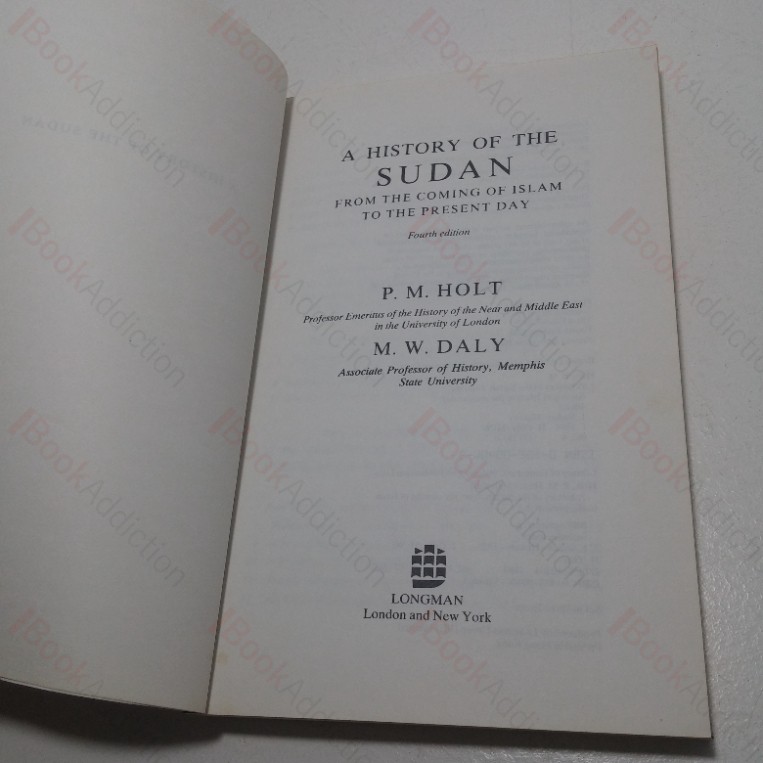 A HISTORY OF THE
SUDAN
FROM THE COMING OF ISLAM
TO THE PRESENT DAY
Fourth edition
P. M. HOLT
Professor Emeritus of the History of the Near and Middle East
in the University of London
M. W. DALY
Associate Professor of History, Memphis
State University
LONGMAN
London and New York
BookAddiction